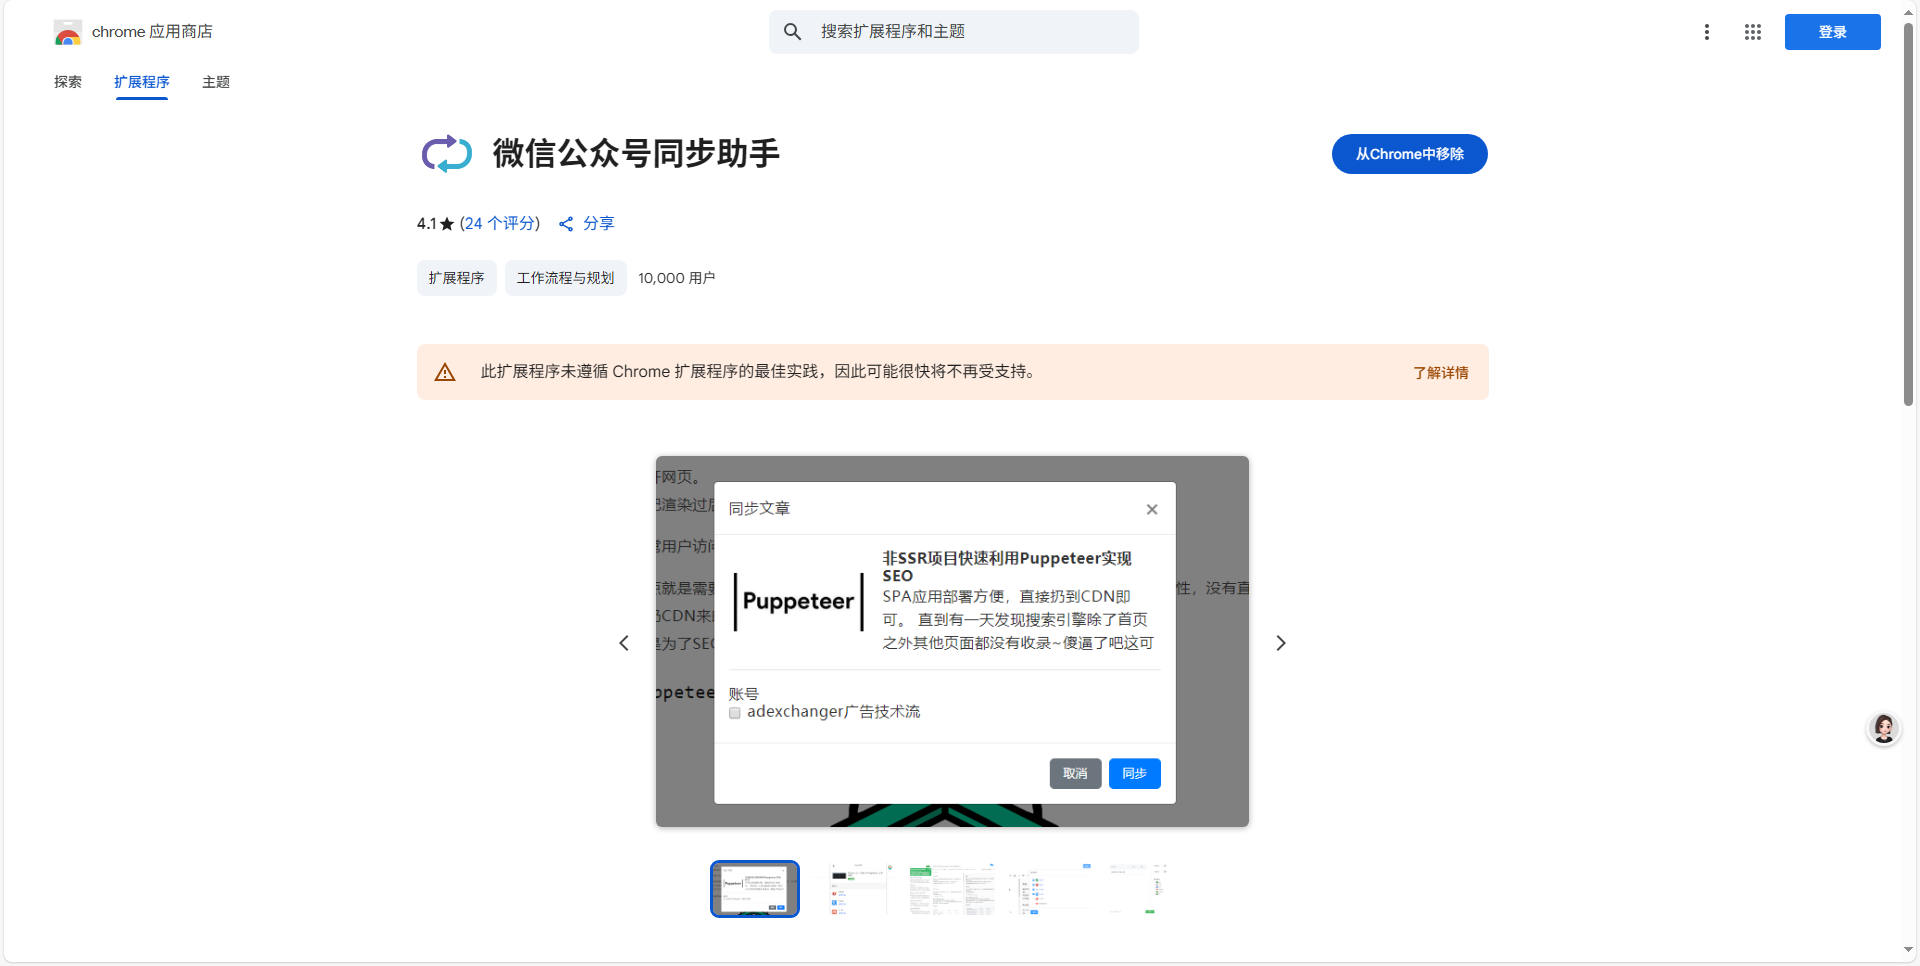 chrome 应用商店
搜索扩展程序和主题
登录
探索
扩展程序
主题
微信公众号同步助手
从Chrome中移除
4.1★ (24 个评分)
分享
扩展程序
工作流程与规划
10,000 用户
此扩展程序未遵循 Chrome 扩展程序的最佳实践，因此可能很快将不再受支持。
了解详情
网页。
渲染过
常用户访问
就是需要
性，没有直
CDN来
是为了SEO
同步文章
×
Puppeteer
非SSR项目快速利用Puppeteer实现
SEO
SPA应用部署方便，直接扔到CDN即
可。 直到有一天发现搜索引擎除了首页
之外其他页面都没有收录~傻逼了吧这可
ppetee
账号
adexchanger广告技术流
取消
同步